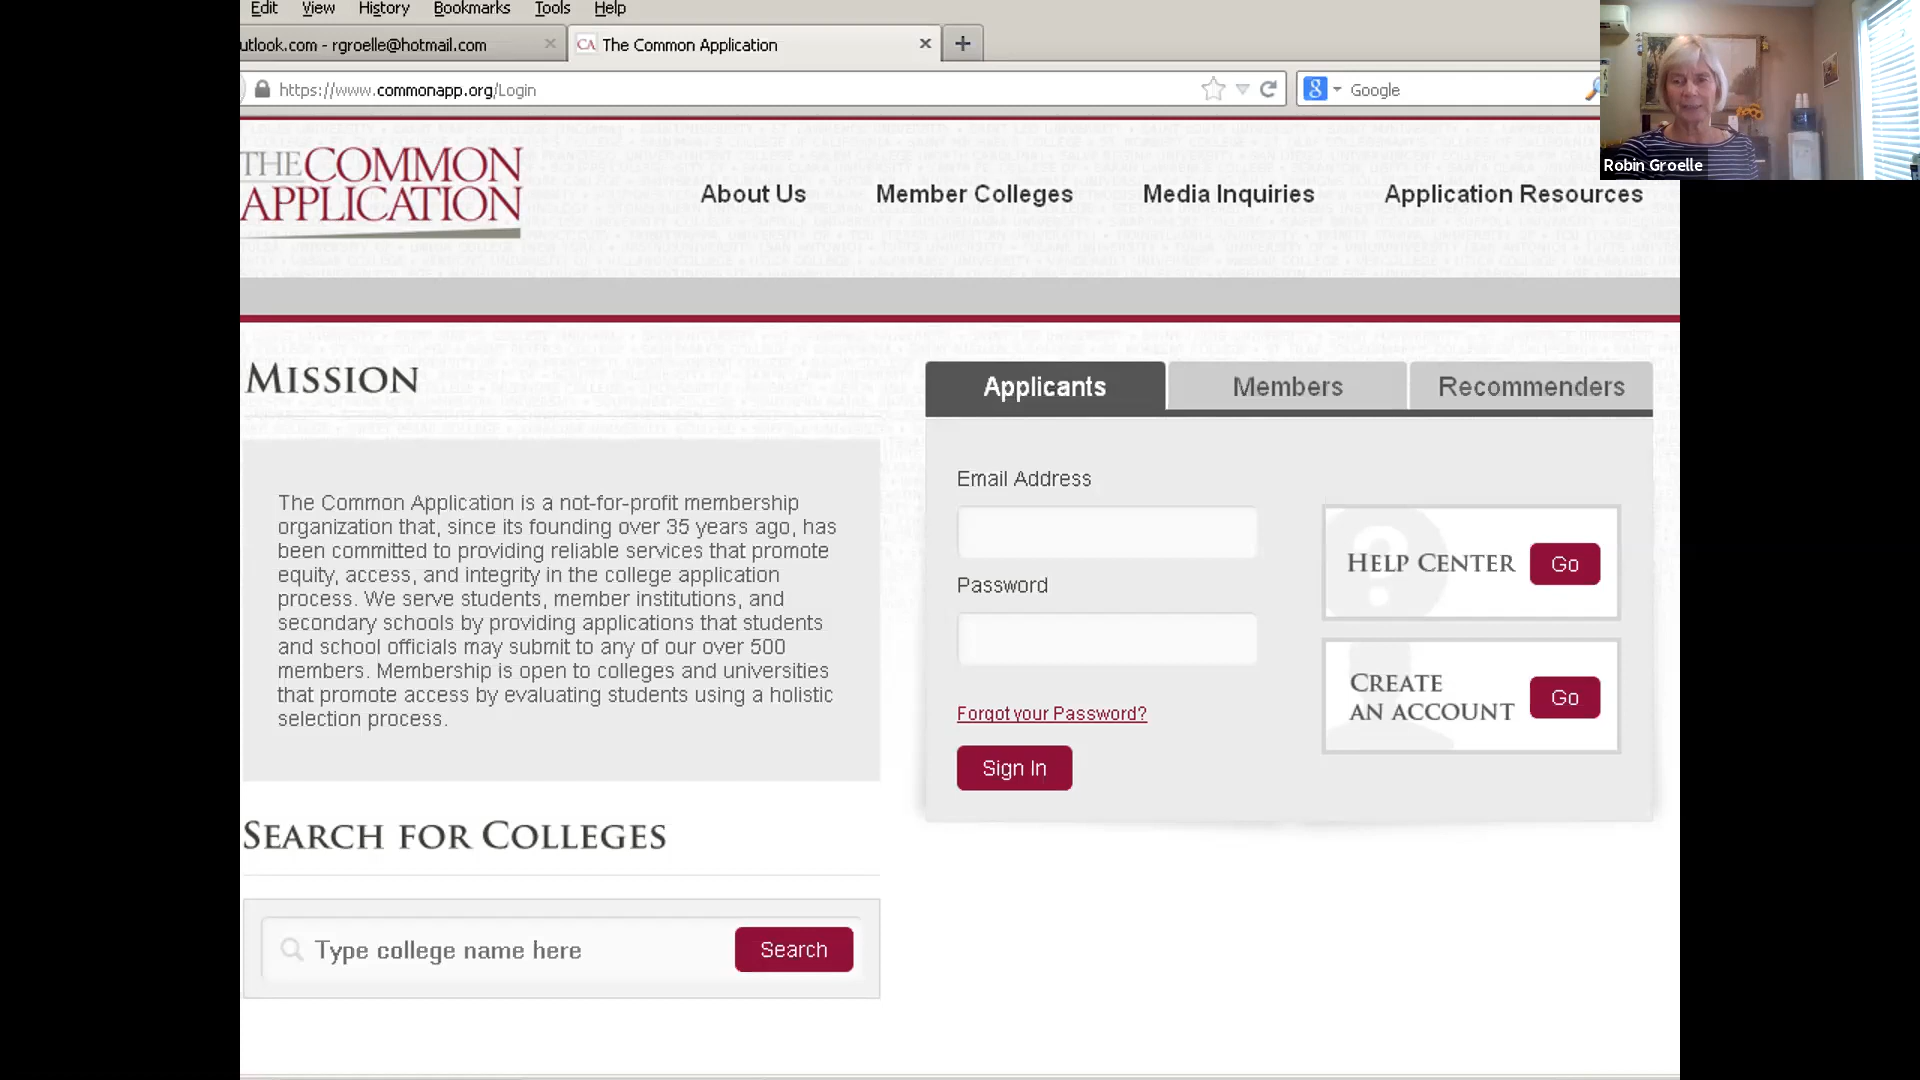 Edit View History Bookmarks Tools Help
utlook.com - rgroelle@hotmail.com
CA The Common Application
https://www.commonapp.org/Login
8 Google
Robin Groelle
THE COMMON
APPLICATION
About Us Member Colleges Media Inquiries Application Resources
MISSION
The Common Application is a not-for-profit membership
organization that, since its founding over 35 years ago, has
been committed to providing reliable services that promote
equity, access, and integrity in the college application
process. We serve students, member institutions, and
secondary schools by providing applications that students
and school officials may submit to any of our over 500
members. Membership is open to colleges and universities
that promote access by evaluating students using a holistic
selection process.
SEARCH FOR COLLEGES
Type college name here
Search
Applicants Members Recommenders
Email Address
Password
Forgot your Password?
Sign In
HELP CENTER Go
CREATE
AN ACCOUNT Go